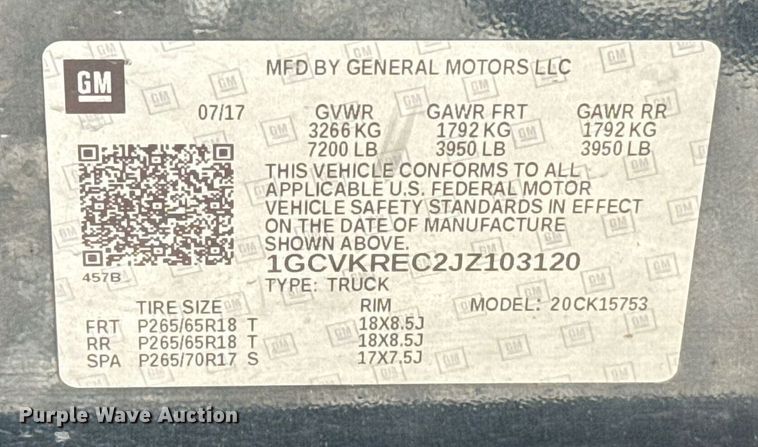 GM
MFD BY GENERAL MOTORS LLC
07/17 GVWR GAWR FRT GAWR RR
3266 KG 1792 KG 1792 KG
7200 LB 3950 LB 3950 LB
THIS VEHICLE CONFORMS TO ALL
APPLICABLE U.S. FEDERAL MOTOR
VEHICLE SAFETY STANDARDS IN EFFECT
ON THE DATE OF MANUFACTURE
SHOWN ABOVE.
457B
1GCVKREC2JZ103120
TYPE: TRUCK
TIRE SIZE RIM MODEL: 20CK15753
FRT P265/65R18 T 18X8.5J
RR P265/65R18 T 18X8.5J
SPA P265/70R17 S 17X7.5J
Purple Wave Auction